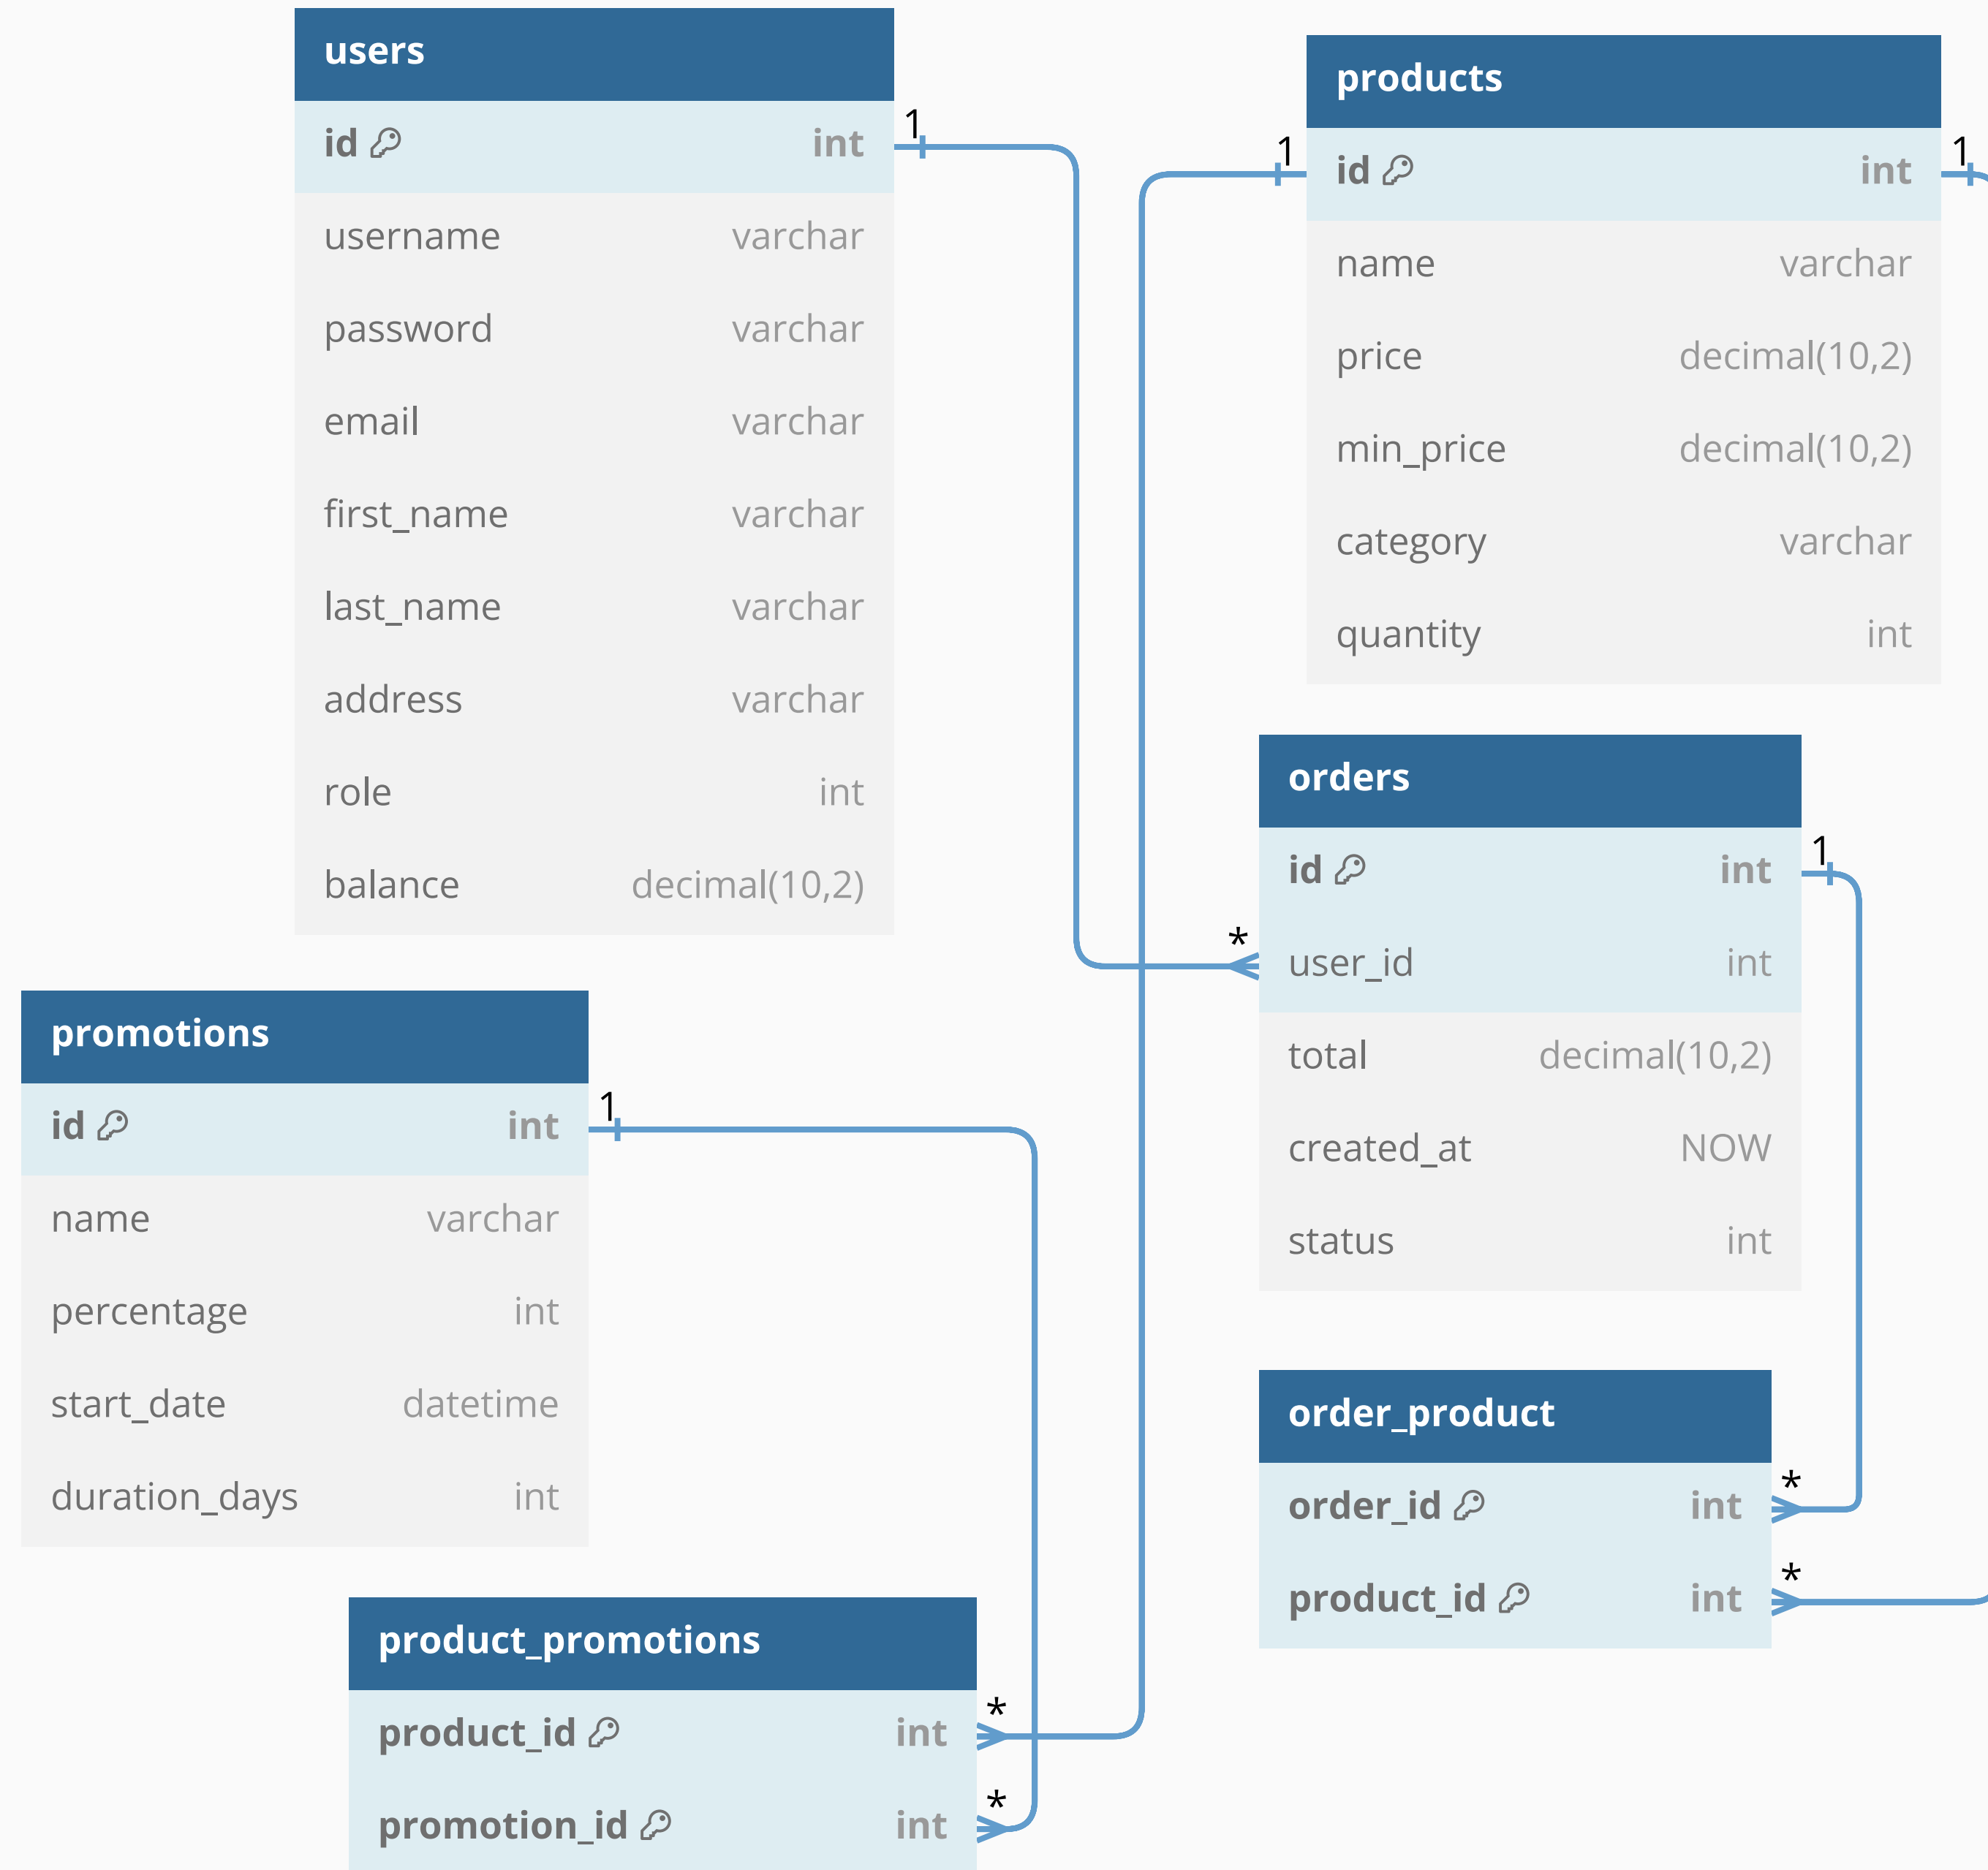 users
id int
username varchar
password varchar
email varchar
first_name varchar
last_name varchar
address varchar
role int
balance decimal(10,2)
1
products
1
id int
1
name varchar
price decimal(10,2)
min_price decimal(10,2)
category varchar
quantity int
orders
id int
1
*
user_id int
total decimal(10,2)
created_at NOW
status int
promotions
id int
1
name varchar
percentage int
start_date datetime
duration_days int
order_product
order_id int
*
product_id int
*
product_promotions
product_id int
*
promotion_id int
*